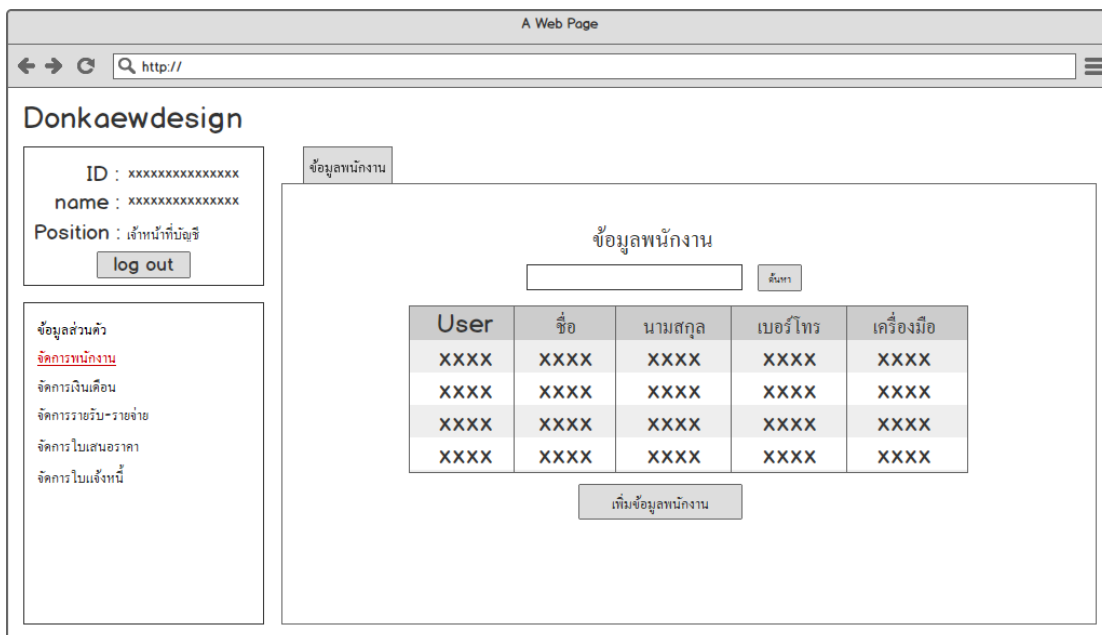 A Web Page
http://
Donkaewdesign
ID : xxxxxxxxxxxxxxx
name : xxxxxxxxxxxxxxx
Position : เจ้าหน้าที่บัญชี
log out
ข้อมูลส่วนตัว
จัดการพนักงาน
จัดการเงินเดือน
จัดการรายรับ-รายจ่าย
จัดการใบเสนอราคา
จัดการใบแจ้งหนี้
ข้อมูลพนักงาน
ข้อมูลพนักงาน
ค้นหา
User ชื่อ นามสกุล เบอร์โทร เครื่องมือ
xxxx xxxx xxxx xxxx xxxx
xxxx xxxx xxxx xxxx xxxx
xxxx xxxx xxxx xxxx xxxx
xxxx xxxx xxxx xxxx xxxx
เพิ่มข้อมูลพนักงาน